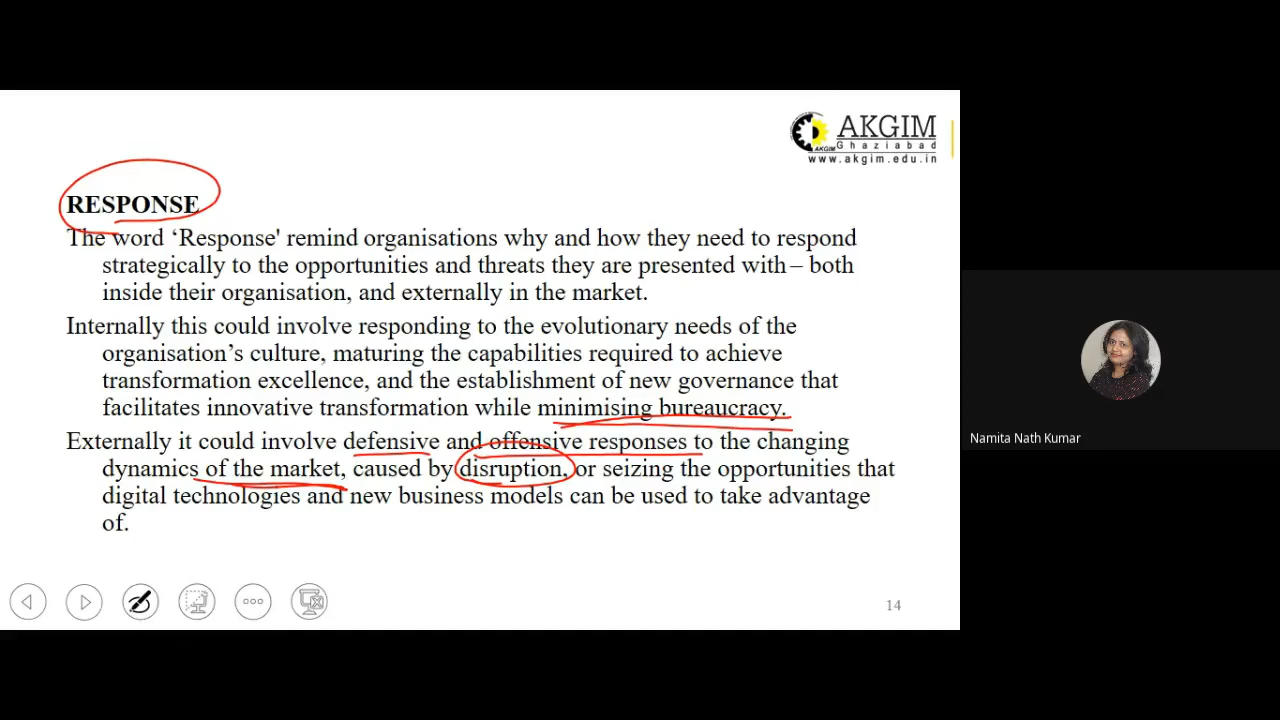 AKGIM
Ghaziabad
AKGIM
www.akgim.edu.in
RESPONSE
The word ‘Response' remind organisations why and how they need to respond
strategically to the opportunities and threats they are presented with – both
inside their organisation, and externally in the market.
Internally this could involve responding to the evolutionary needs of the
organisation’s culture, maturing the capabilities required to achieve
transformation excellence, and the establishment of new governance that
facilitates innovative transformation while minimising bureaucracy.
Externally it could involve defensive and offensive responses to the changing
dynamics of the market, caused by disruption, or seizing the opportunities that
digital technologies and new business models can be used to take advantage
of.
Namita Nath Kumar
14